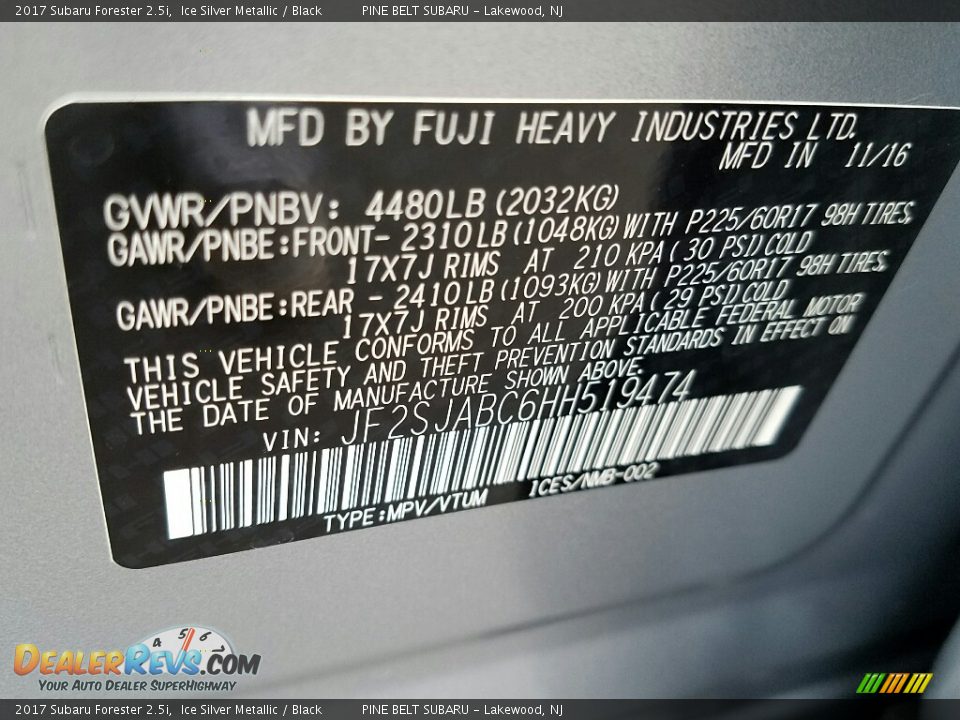 2017 Subaru Forester 2.5i, Ice Silver Metallic / Black PINE BELT SUBARU - Lakewood, NJ
MFD BY FUJI HEAVY INDUSTRIES LTD.
MFD IN 11/16
GVWR/PNBV: 4480LB (2032KG)
GAWR/PNBE:FRONT- 2310LB(1048KG)WITH P225/60R17 98H TIRES,
17X7J RIMS AT 210 KPA( 30 PSI)COLD
GAWR/PNBE:REAR - 2410LB(1093KG)WITH P225/60R17 98H TIRES,
17X7J RIMS AT 200 KPA( 29 PSI)COLD
THIS VEHICLE CONFORMS TO ALL APPLICABLE FEDERAL MOTOR
VEHICLE SAFETY AND THEFT PREVENTION STANDARDS IN EFFECT ON
THE DATE OF MANUFACTURE SHOWN ABOVE.
VIN: JF2SJABC6HH519474
TYPE:MPV/VTUM ICES/NMB-002
4 5 6 7
DEALERREVS.COM
YOUR AUTO DEALER SUPERHIGHWAY
2017 Subaru Forester 2.5i, Ice Silver Metallic / Black PINE BELT SUBARU - Lakewood, NJ